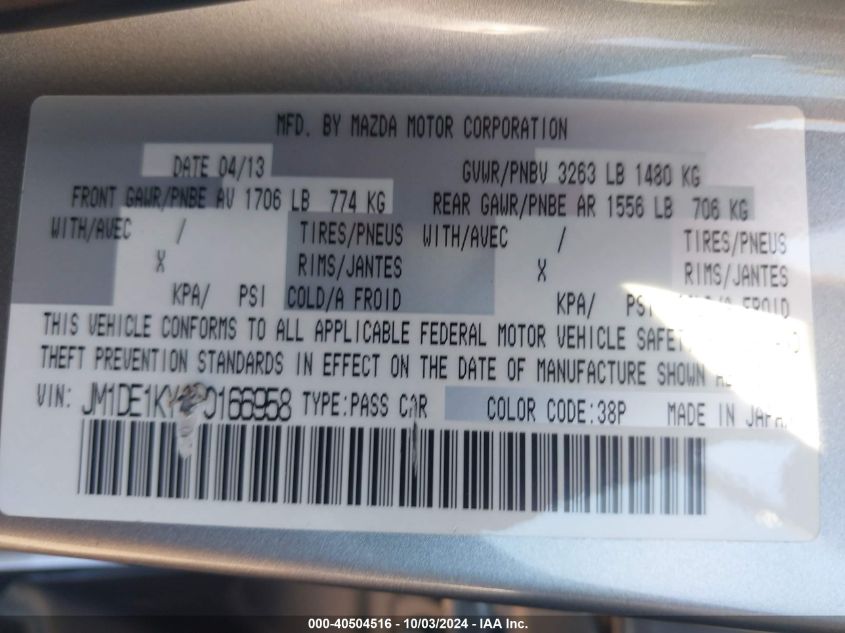 MFD. BY MAZDA MOTOR CORPORATION
DATE 04/13 GVWR/PNBV 3263 LB 1480 KG
FRONT GAWR/PNBE AV 1706 LB 774 KG REAR GAWR/PNBE AR 1556 LB 706 KG
WITH/AVEC / TIRES/PNEUS WITH/AVEC / TIRES/PNEUS
X RIMS/JANTES X RIMS/JANTES
KPA/ PSI COLD/A FROID KPA/ PSI COLD/A FROID
THIS VEHICLE CONFORMS TO ALL APPLICABLE FEDERAL MOTOR VEHICLE
THEFT PREVENTION STANDARDS IN EFFECT ON THE DATE OF MANUFACTURE SHOWN
VIN: TYPE:PASS CAR COLOR CODE:38P MADE IN JAPAN
000-40504516 - 10/03/2024 - IAA Inc.